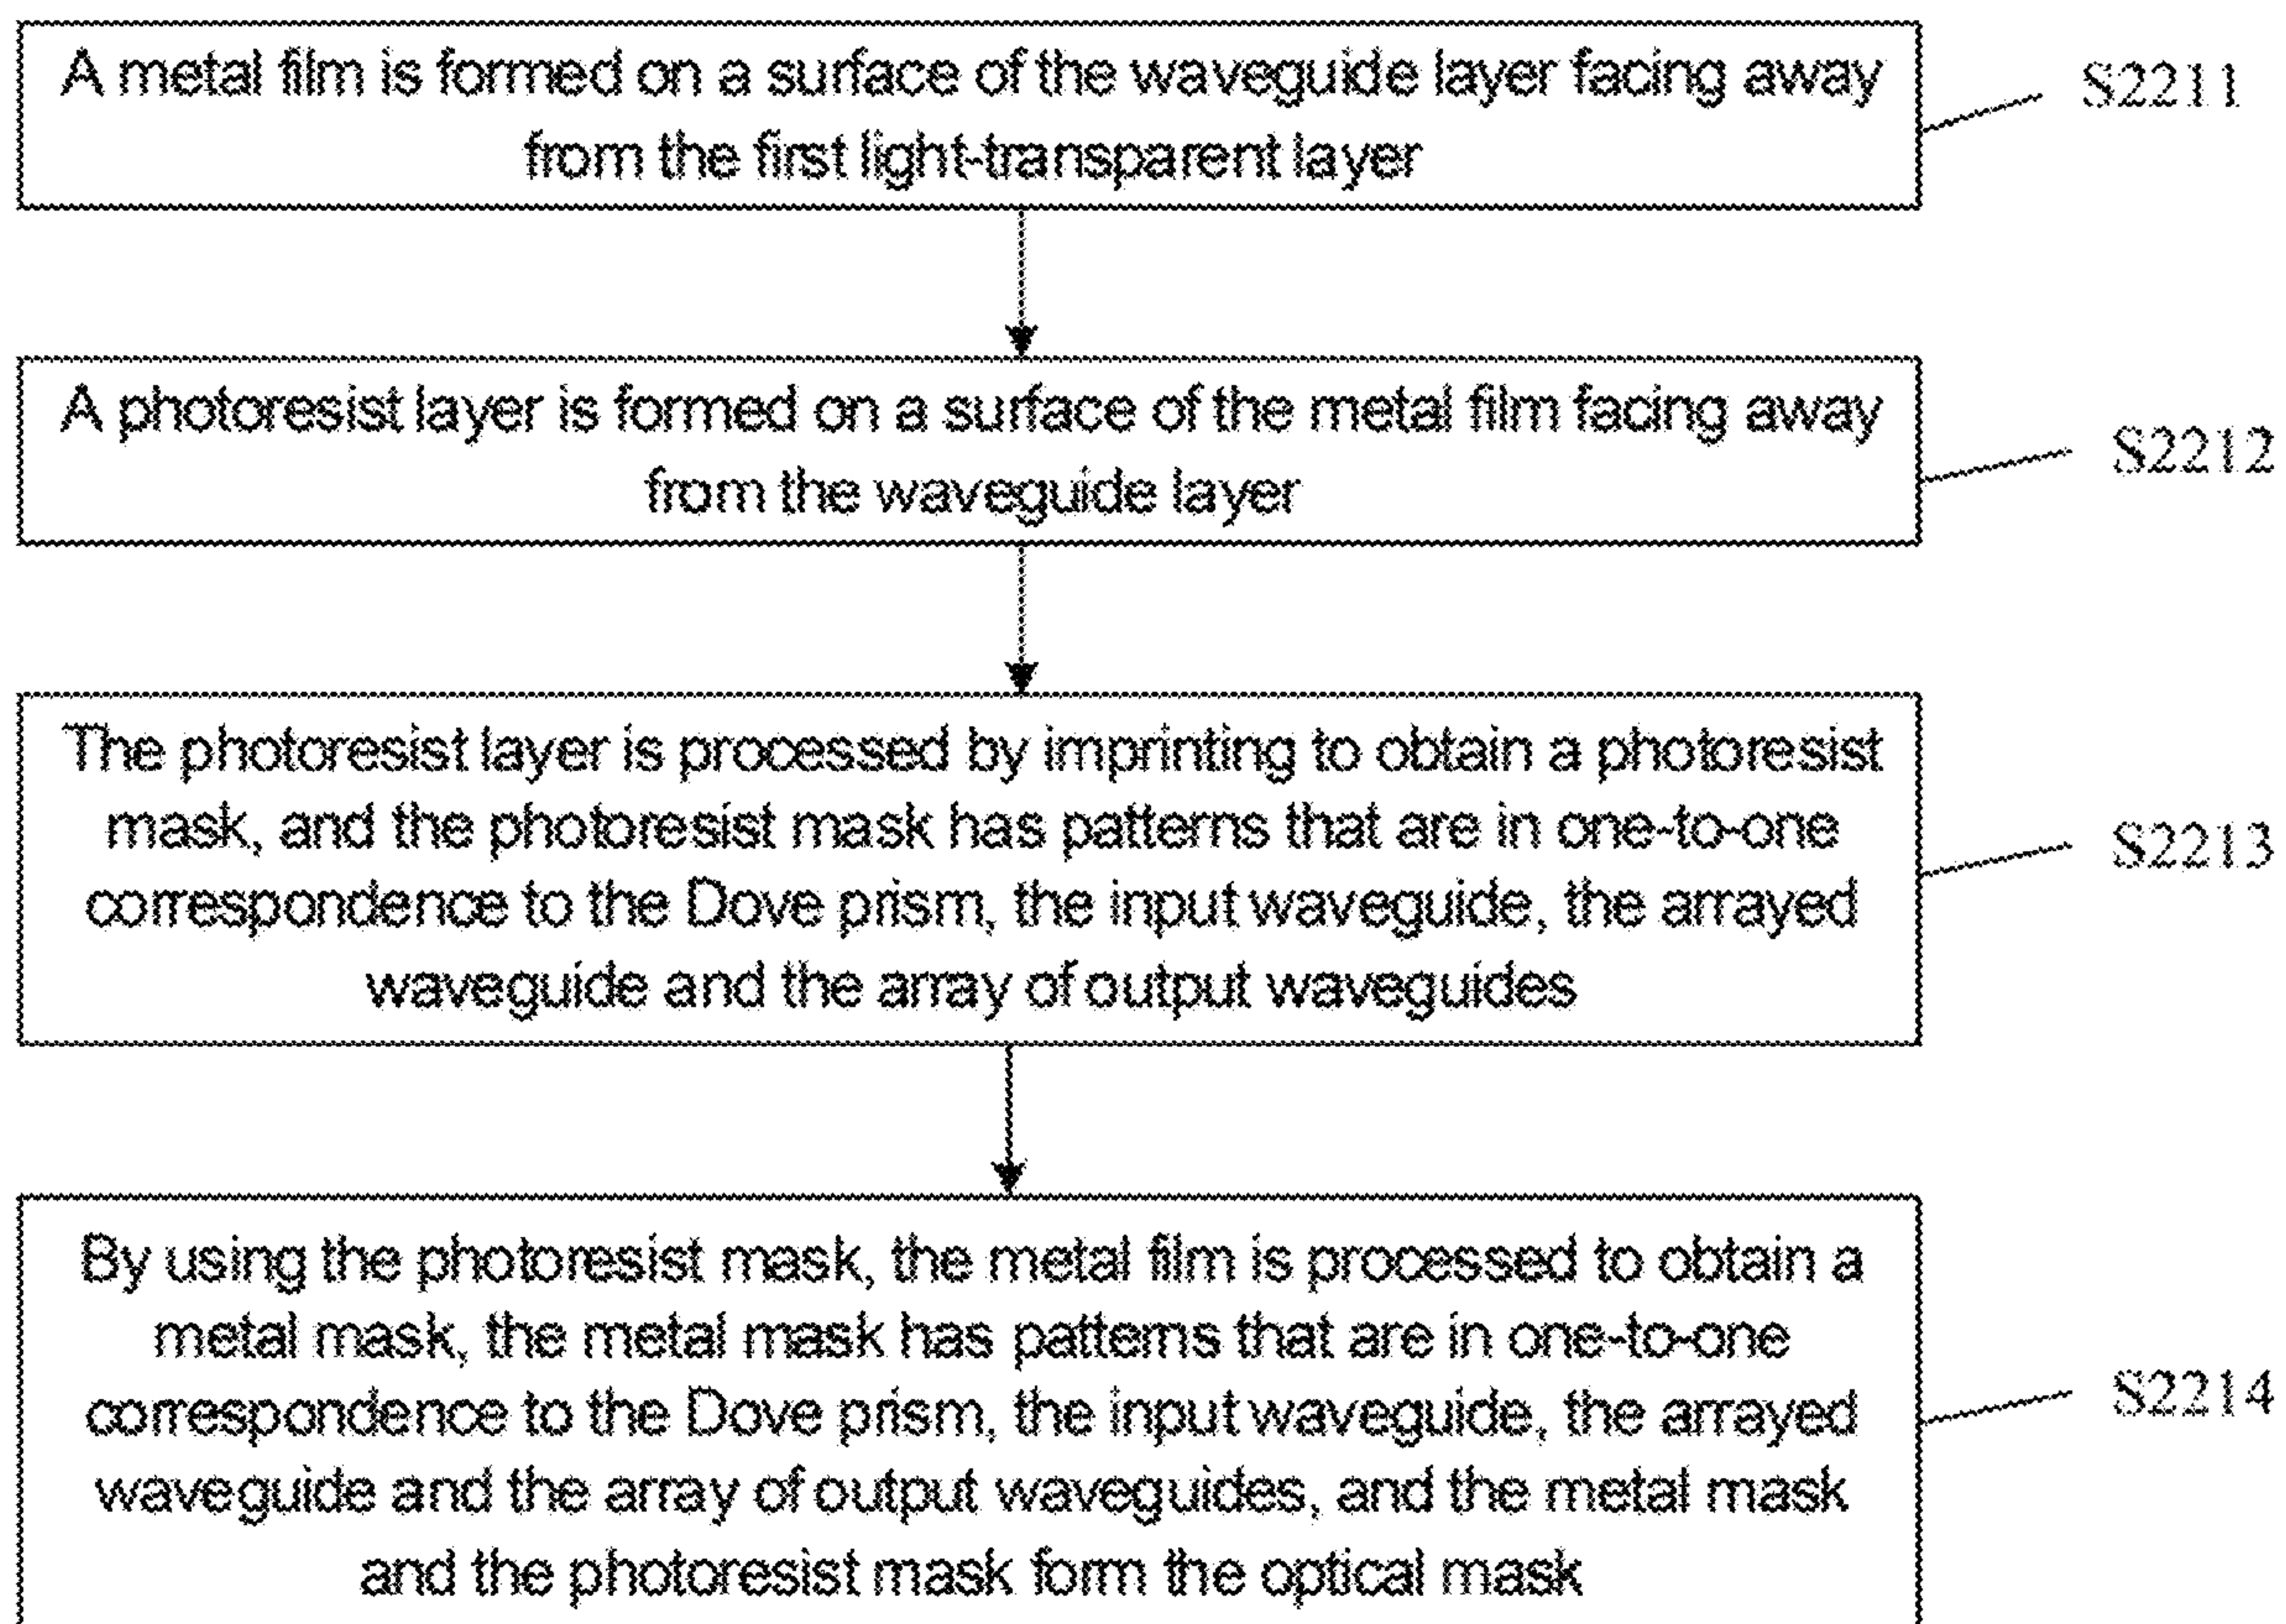 A metal film is formed on a surface of the waveguide layer facing away
from the first light-transparent layer
S2211
A photoresist layer is formed on a surface of the metal film facing away
from the waveguide layer
S2212
The photoresist layer is processed by imprinting to obtain a photoresist
mask, and the photoresist mask has patterns that are in one-to-one
correspondence to the Dove prism, the input waveguide, the arrayed
waveguide and the array of output waveguides
S2213
By using the photoresist mask, the metal film is processed to obtain a
metal mask, the metal mask has patterns that are in one-to-one
correspondence to the Dove prism, the input waveguide, the arrayed
waveguide and the array of output waveguides, and the metal mask
and the photoresist mask form the optical mask
S2214